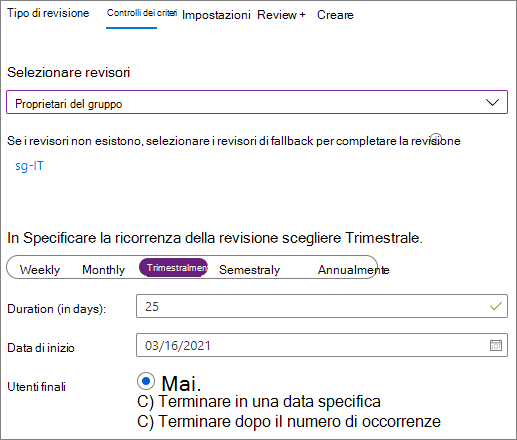 Tipo di revisione Controlli dei criteri Impostazioni Review + Creare
Selezionare revisori
Proprietari del gruppo
Se i revisori non esistono, selezionare i revisori di fallback per completare la revisione
sg-IT
In Specificare la ricorrenza della revisione scegliere Trimestrale.
Weekly Monthly Trimestralmen Semestraly Annualmente
Duration (in days): 25
Data di inizio 03/16/2021
Utenti finali Mai.
C) Terminare in una data specifica
C) Terminare dopo il numero di occorrenze